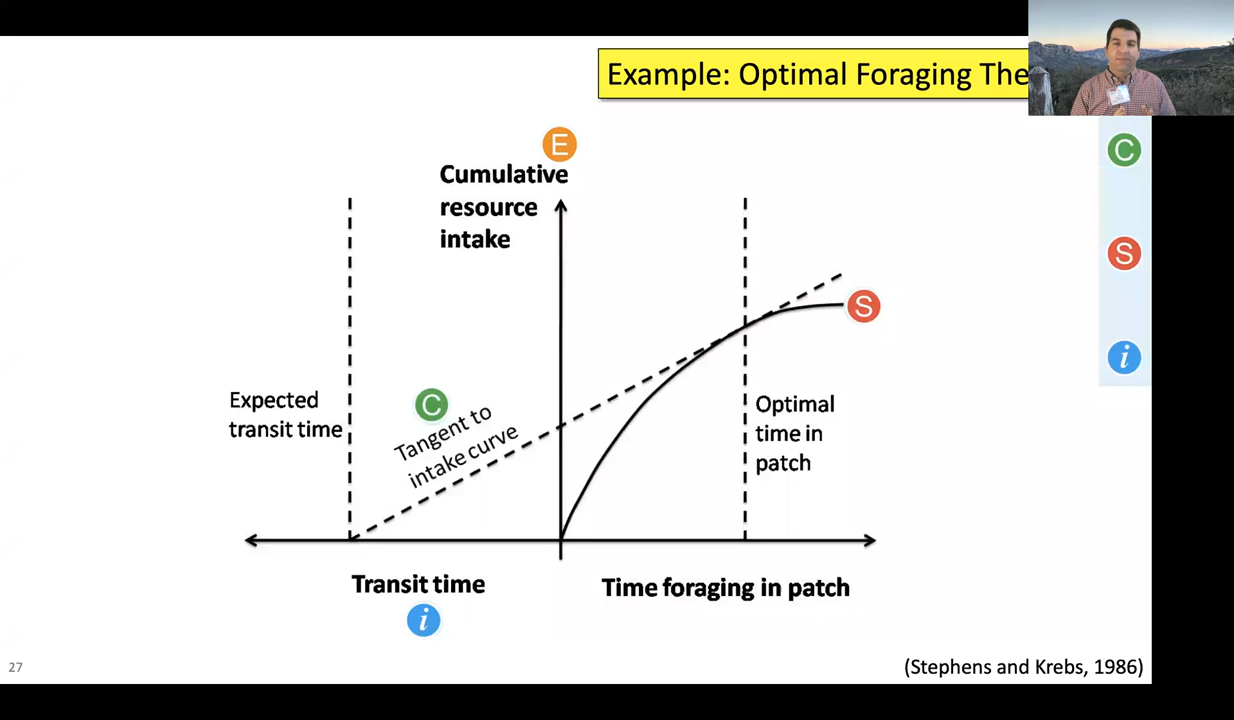 Example: Optimal Foraging The
E
Cumulative
resource
intake
C
S
i
S
Expected
transit time
C
Tangent to
intake curve
Optimal
time in
patch
Transit time
i
Time foraging in patch
27
(Stephens and Krebs, 1986)